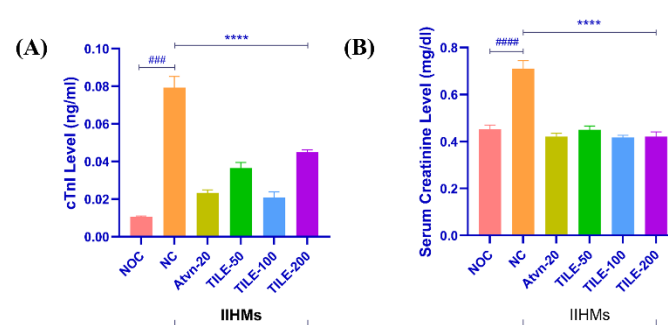 (A)
cTnI Level (ng/ml)
0.10
0.08
0.06
0.04
0.02
0.00
###
****
NOC
NC
Atvn-20
TILE-50
TILE-100
TILE-200
IIHMs
(B)
Serum Creatinine Level (mg/dl)
0.8
0.6
0.4
0.2
0.0
####
****
NOC
NC
Atvn-20
TILE-50
TILE-100
TILE-200
IIHMs